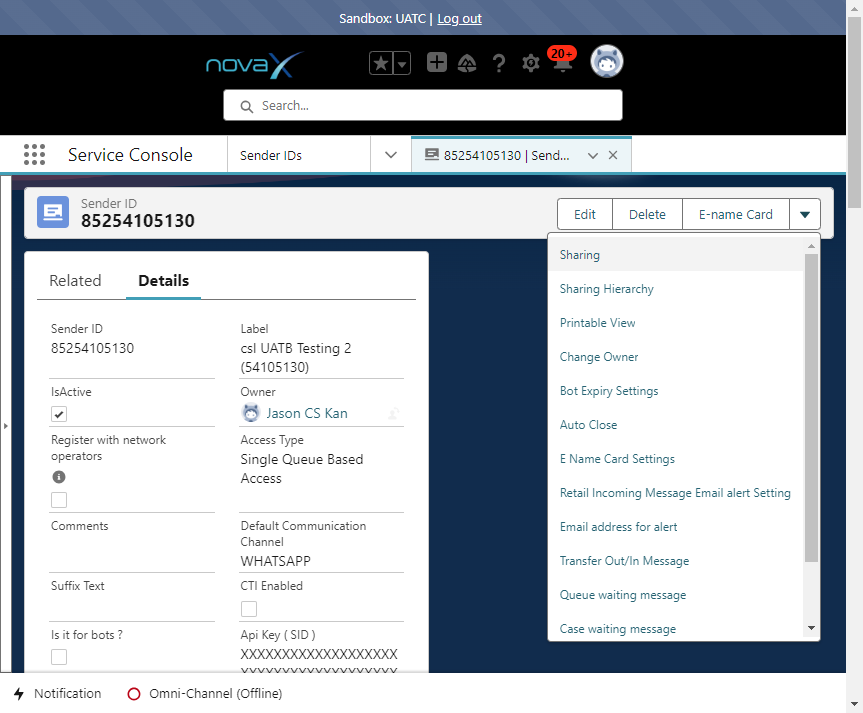 Sandbox: UATC | Log out
novaX
20+
Search...
Service Console
Sender IDs
85254105130 | Send...
Sender ID
85254105130
Edit
Delete
E-name Card
Sharing
Sharing Hierarchy
Printable View
Change Owner
Bot Expiry Settings
Auto Close
E Name Card Settings
Retail Incoming Message Email alert Setting
Email address for alert
Transfer Out/In Message
Queue waiting message
Case waiting message
Related
Details
Sender ID
85254105130
Label
csl UATB Testing 2
(54105130)
IsActive
Owner
Jason CS Kan
Register with network
operators
Access Type
Single Queue Based
Access
Comments
Default Communication
Channel
WHATSAPP
Suffix Text
CTI Enabled
Is it for bots ?
Api Key ( SID )
XXXXXXXXXXXXXXXXXXX
XXXXXXXXXXXXXXXXXXX
Notification
Omni-Channel (Offline)